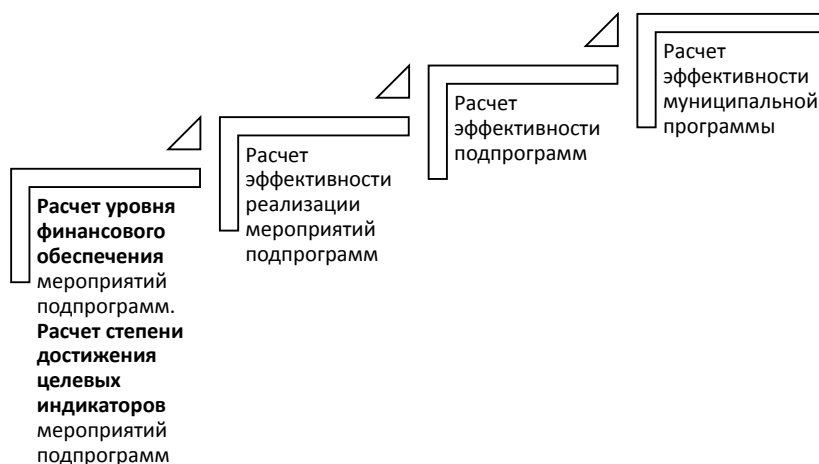 Расчет уровня
финансового
обеспечения
мероприятий
подпрограмм.
Расчет степени
достижения
целевых
индикаторов
мероприятий
подпрограмм
Расчет
эффективности
реализации
мероприятий
подпрограмм
Расчет
эффективности
подпрограмм
Расчет
эффективности
муниципальной
программы